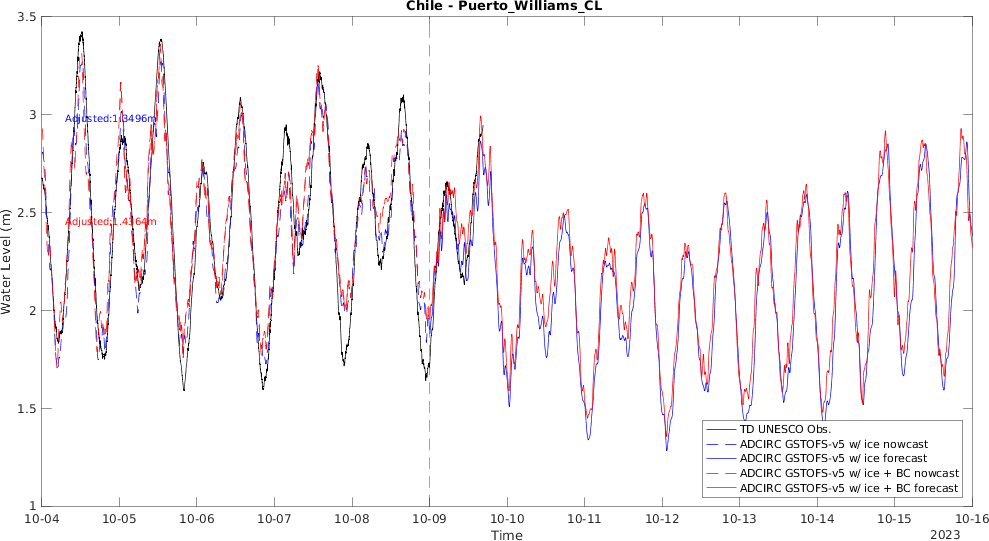 Chile - Puerto_Williams_CL
3.5
3
2.5
2
1.5
1
Water Level (m)
Adjusted:1.3496m
Adjusted:1.4364m
TD UNESCO Obs.
ADCIRC GSTOFS-v5 w/ ice nowcast
ADCIRC GSTOFS-v5 w/ ice forecast
ADCIRC GSTOFS-v5 w/ ice + BC nowcast
ADCIRC GSTOFS-v5 w/ ice + BC forecast
10-04 10-05 10-06 10-07 10-08 10-09 10-10 10-11 10-12 10-13 10-14 10-15 10-16
Time
2023